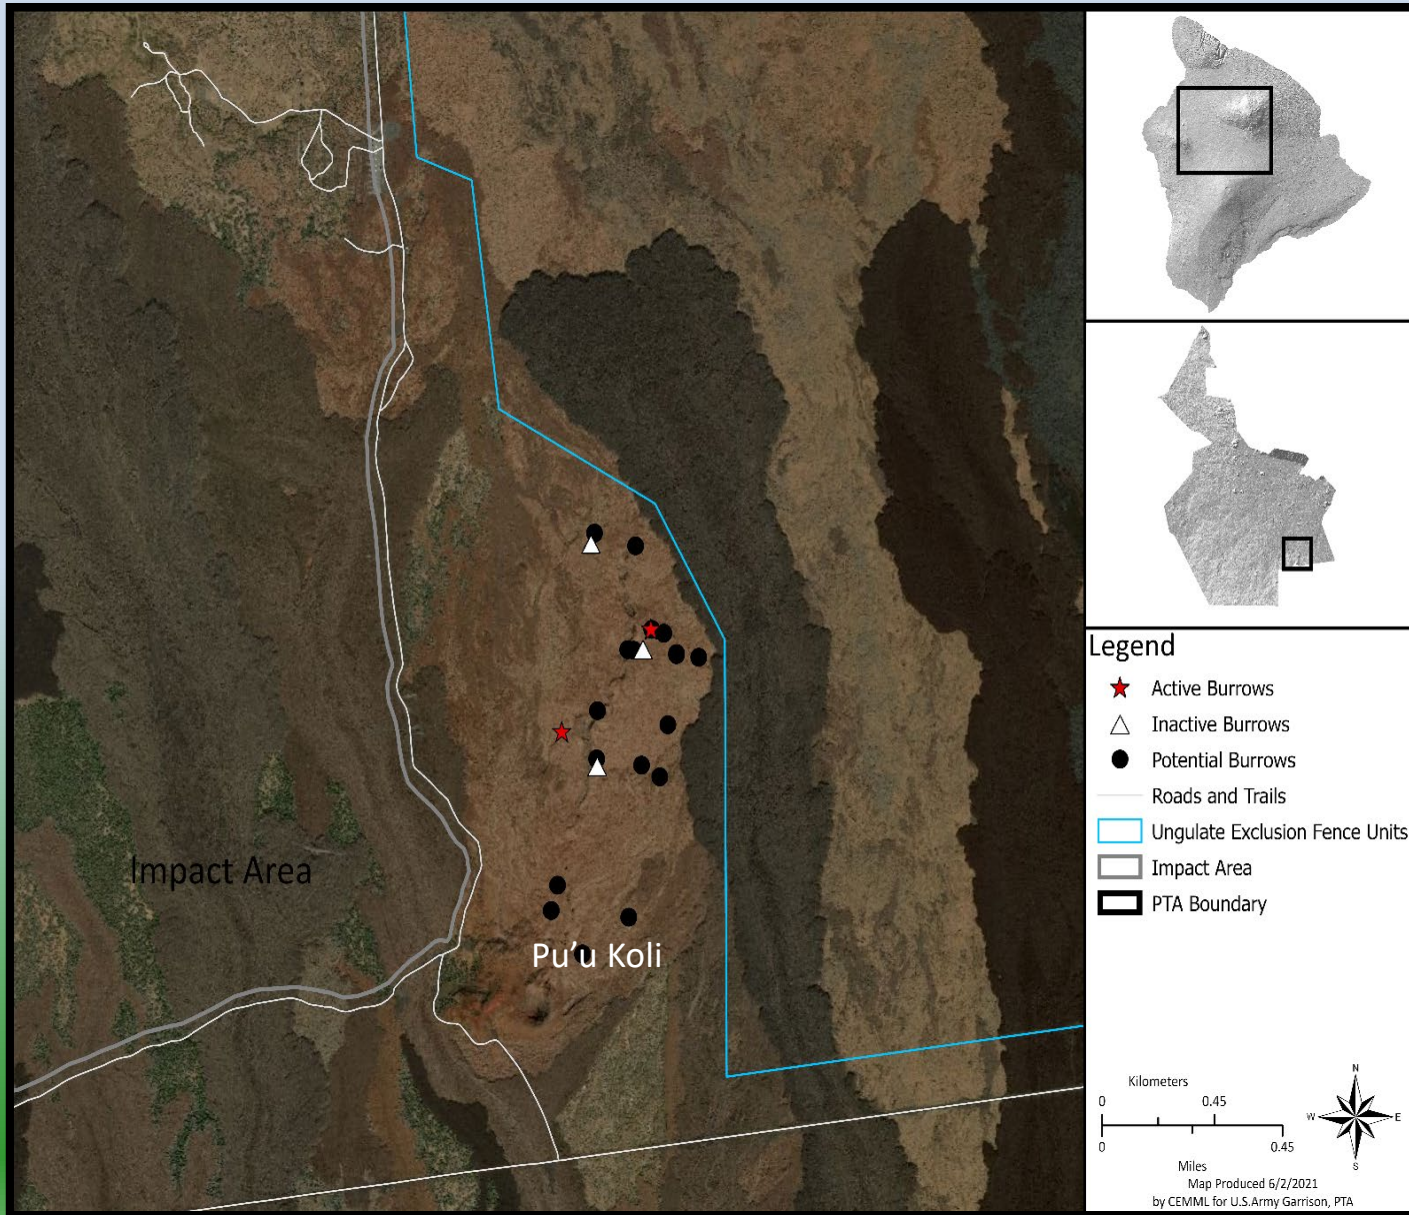 Impact Area
Pu'u Koli
Legend
Active Burrows
Inactive Burrows
Potential Burrows
Roads and Trails
Ungulate Exclusion Fence Units
Impact Area
PTA Boundary
Kilometers
0 0.45
0 0.45
Miles
N
W E
S
Map Produced 6/2/2021
by CEMML for U.S.Army Garrison, PTA